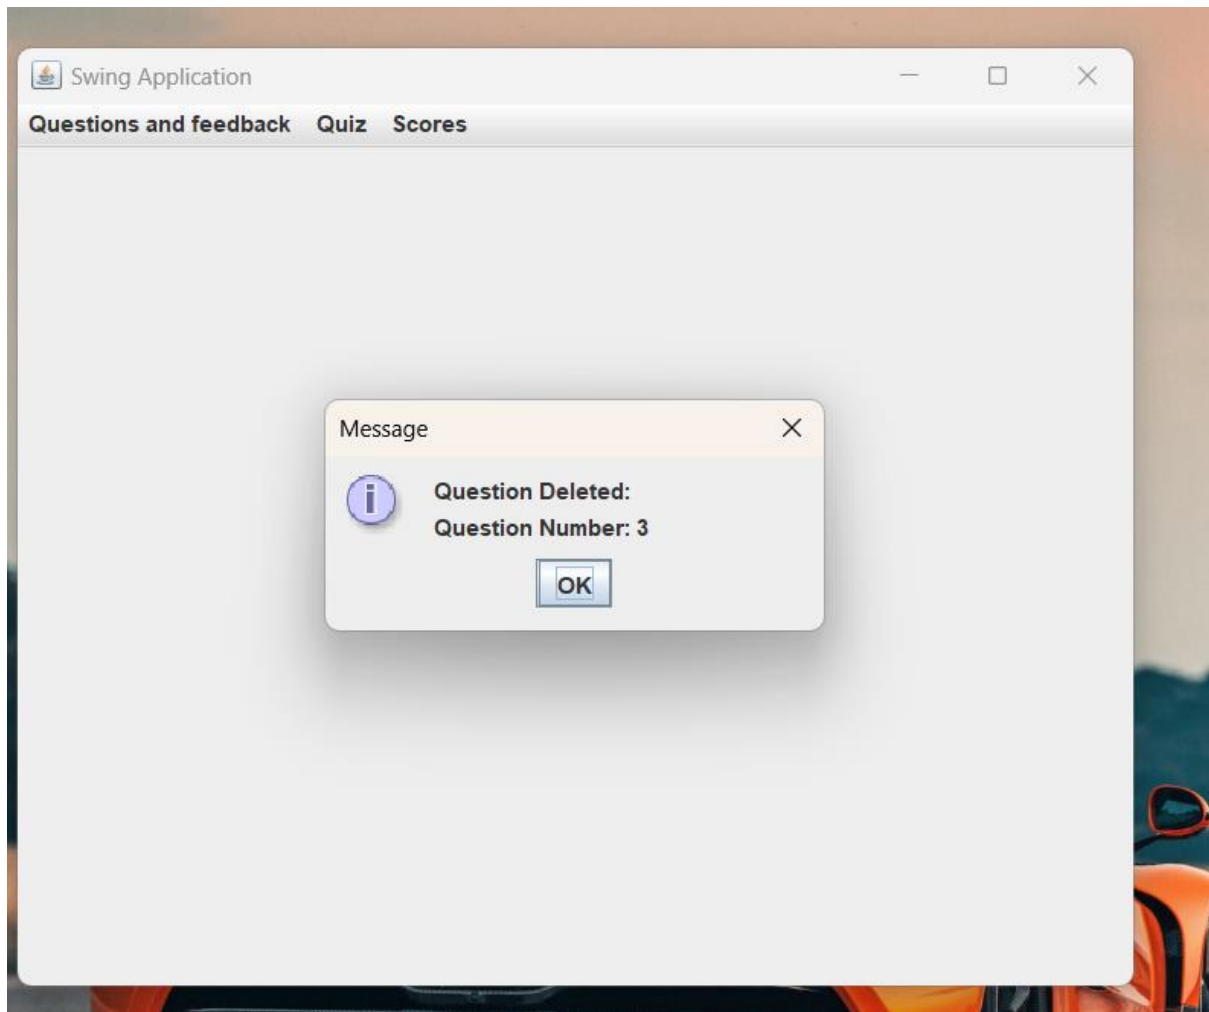 Swing Application
Questions and feedback Quiz Scores
Message
Question Deleted:
Question Number: 3
OK